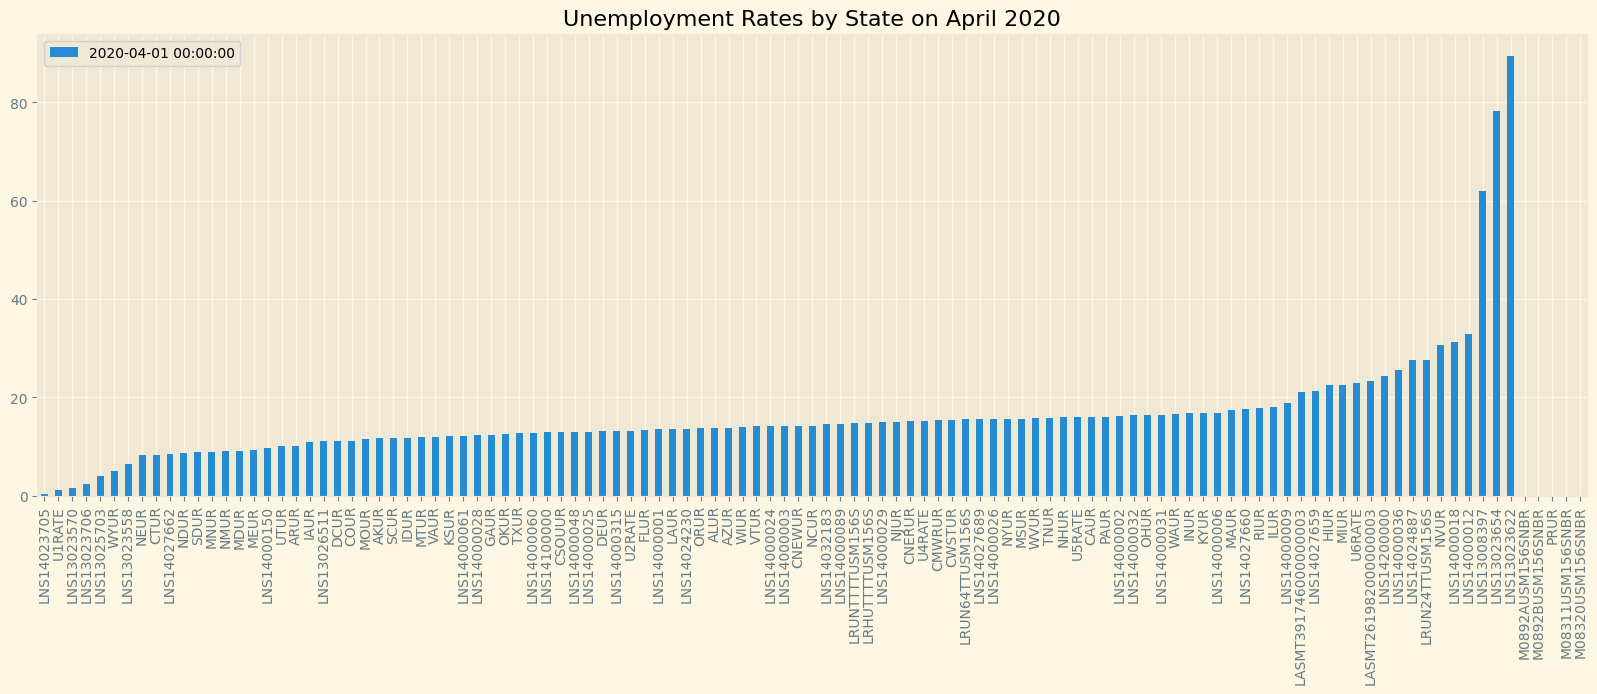 Unemployment Rates by State on April 2020
2020-04-01 00:00:00
80
60
40
20
0
LNS14023705
U1RATE
LNS13023570
LNS13023706
LNS13025703
WYUR
LNS13023558
NEUR
CTUR
LNS14027662
NDUR
SDUR
MNUR
NMUR
MDUR
MEUR
LNS14000150
UTUR
ARUR
IAUR
LNS13026511
DCUR
COUR
MOUR
AKUR
SCUR
IDUR
MTUR
VAUR
KSUR
LNS14000061
LNS14000028
GAUR
OKUR
TXUR
LNS14000060
LNS14100000
CSOUUR
LNS14000048
LNS14000025
DEUR
LNS14000315
U2RATE
FLUR
LNS14000001
LAUR
LNS14024230
ORUR
ALUR
AZUR
WIUR
VTUR
LNS14000024
LNS14000003
CNEWUR
NCUR
LNS14032183
LNS14000089
LRUNTTTTUSM156S
LRHUTTTTUSM156S
LNS14000029
NJUR
CNERUR
U4RATE
CMWRUR
CWSTUR
LRUN64TTUSM156S
LNS14027689
LNS14000026
NYUR
MSUR
WVUR
TNUR
NHUR
U5RATE
CAUR
PAUR
LNS14000002
LNS14000032
OHUR
LNS14000031
WAUR
INUR
KYUR
LNS14000006
MAUR
LNS14027660
RIUR
ILUR
LNS14000009
LASMT391746000000003
LNS14027659
HIUR
MIUR
U6RATE
LASMT261982000000003
LNS14200000
LNS14000036
LNS14024887
LRUN24TTUSM156S
NVUR
LNS14000018
LNS14000012
LNS13008397
LNS13023654
LNS13023622
M0892AUSM156SNBR
M0892BUSM156SNBR
PRUR
M08311USM156SNBR
M08320USM156SNBR